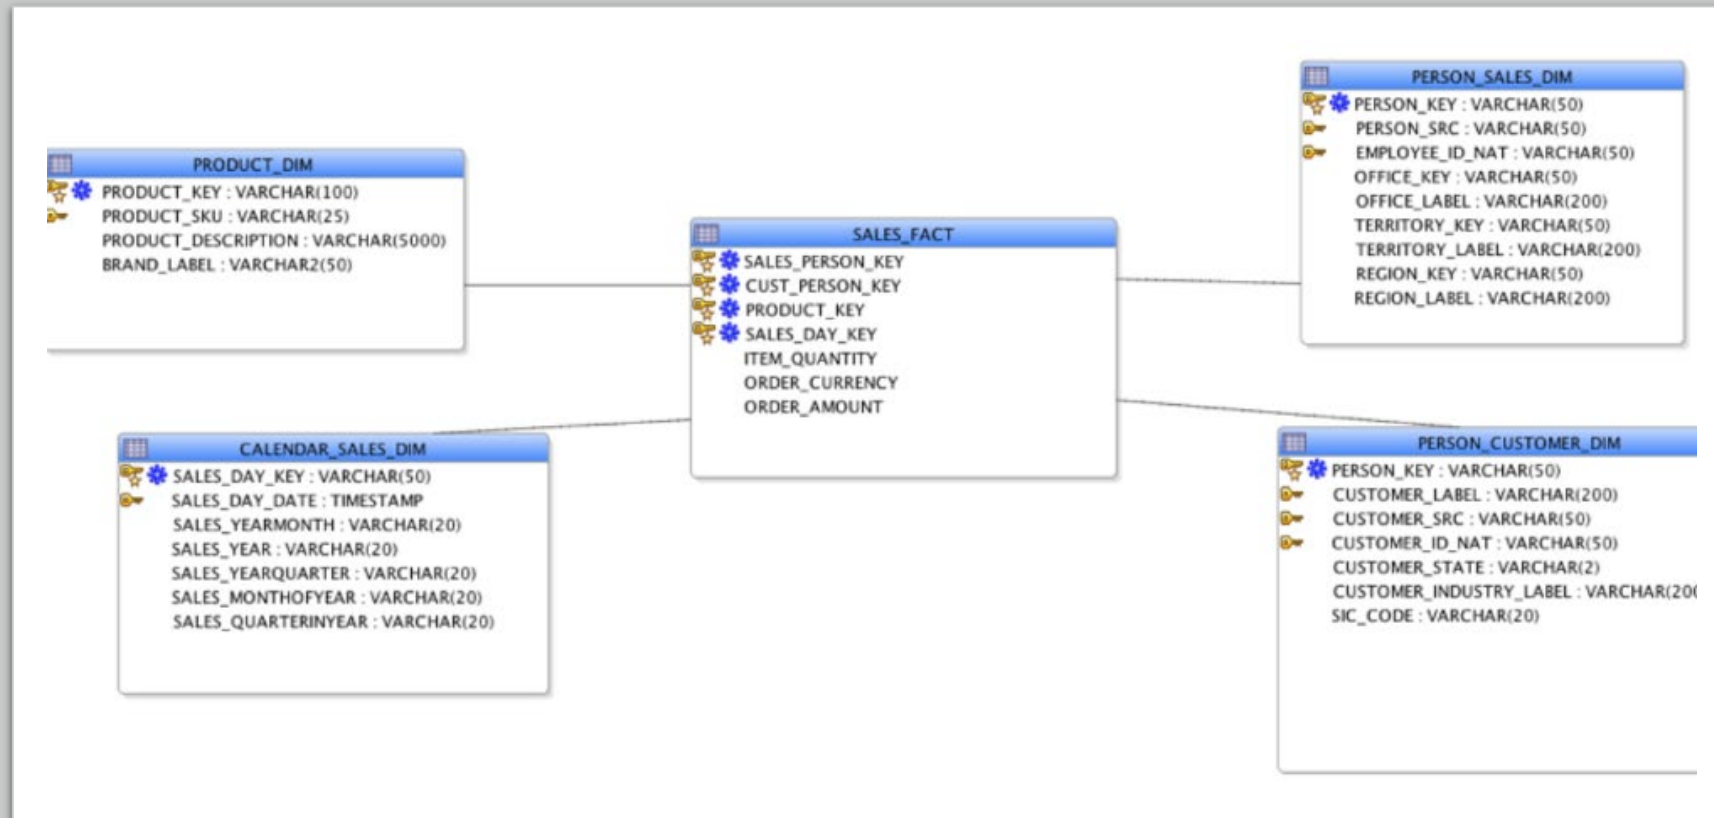 PRODUCT_DIM
PRODUCT_KEY : VARCHAR(100)
PRODUCT_SKU : VARCHAR(25)
PRODUCT_DESCRIPTION : VARCHAR(5000)
BRAND_LABEL : VARCHAR2(50)
CALENDAR_SALES_DIM
SALES_DAY_KEY : VARCHAR(50)
SALES_DAY_DATE : TIMESTAMP
SALES_YEARMONTH : VARCHAR(20)
SALES_YEAR : VARCHAR(20)
SALES_YEARQUARTER : VARCHAR(20)
SALES_MONTHOFYEAR : VARCHAR(20)
SALES_QUARTERINYEAR : VARCHAR(20)
SALES_FACT
SALES_PERSON_KEY
CUST_PERSON_KEY
PRODUCT_KEY
SALES_DAY_KEY
ITEM_QUANTITY
ORDER_CURRENCY
ORDER_AMOUNT
PERSON_SALES_DIM
PERSON_KEY : VARCHAR(50)
PERSON_SRC : VARCHAR(50)
EMPLOYEE_ID_NAT : VARCHAR(50)
OFFICE_KEY : VARCHAR(50)
OFFICE_LABEL : VARCHAR(200)
TERRITORY_KEY : VARCHAR(50)
TERRITORY_LABEL : VARCHAR(200)
REGION_KEY : VARCHAR(50)
REGION_LABEL : VARCHAR(200)
PERSON_CUSTOMER_DIM
PERSON_KEY : VARCHAR(50)
CUSTOMER_LABEL : VARCHAR(200)
CUSTOMER_SRC : VARCHAR(50)
CUSTOMER_ID_NAT : VARCHAR(50)
CUSTOMER_STATE : VARCHAR(2)
CUSTOMER_INDUSTRY_LABEL : VARCHAR(20
SIC_CODE : VARCHAR(20)